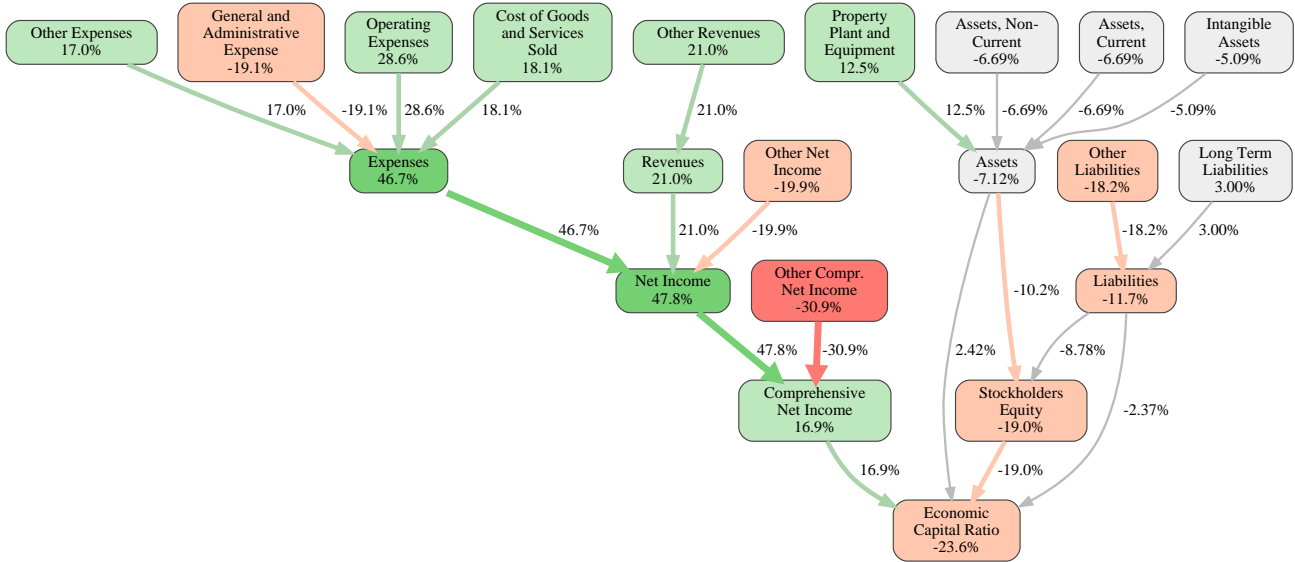 Other Expenses
17.0%
General and
Administrative
Expense
-19.1%
Operating
Expenses
28.6%
Cost of Goods
and Services
Sold
18.1%
Other Revenues
21.0%
Property
Plant and
Equipment
12.5%
Assets, Non-
Current
-6.69%
Assets,
Current
-6.69%
Intangible
Assets
-5.09%
17.0%
-19.1%
28.6%
18.1%
21.0%
12.5%
-6.69%
-6.69%
-5.09%
Expenses
46.7%
Revenues
21.0%
Other Net
Income
-19.9%
Assets
-7.12%
Other
Liabilities
-18.2%
Long Term
Liabilities
3.00%
46.7%
21.0%
-19.9%
-18.2%
3.00%
Net Income
47.8%
Other Compr.
Net Income
-30.9%
-10.2%
Liabilities
-11.7%
47.8%
-30.9%
2.42%
-8.78%
Comprehensive
Net Income
16.9%
Stockholders
Equity
-19.0%
-2.37%
16.9%
-19.0%
Economic
Capital Ratio
-23.6%